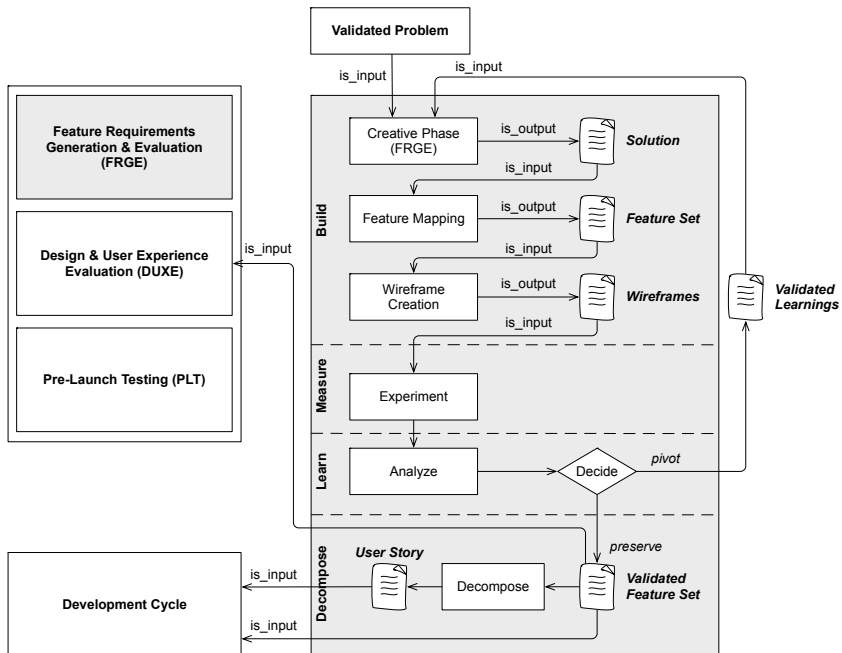 Validated Problem
is_input
is_input
Feature Requirements
Generation & Evaluation
(FRGE)
Design & User Experience
Evaluation (DUXE)
Pre-Launch Testing (PLT)
is_input
Build
Creative Phase
(FRGE)
is_output
Solution
is_input
Feature Mapping
is_output
Feature Set
is_input
Wireframe
Creation
is_output
Wireframes
is_input
Validated
Learnings
Measure
Experiment
Learn
Analyze
Decide
pivot
preserve
Decompose
User Story
Decompose
Validated
Feature Set
is_input
Development Cycle
is_input